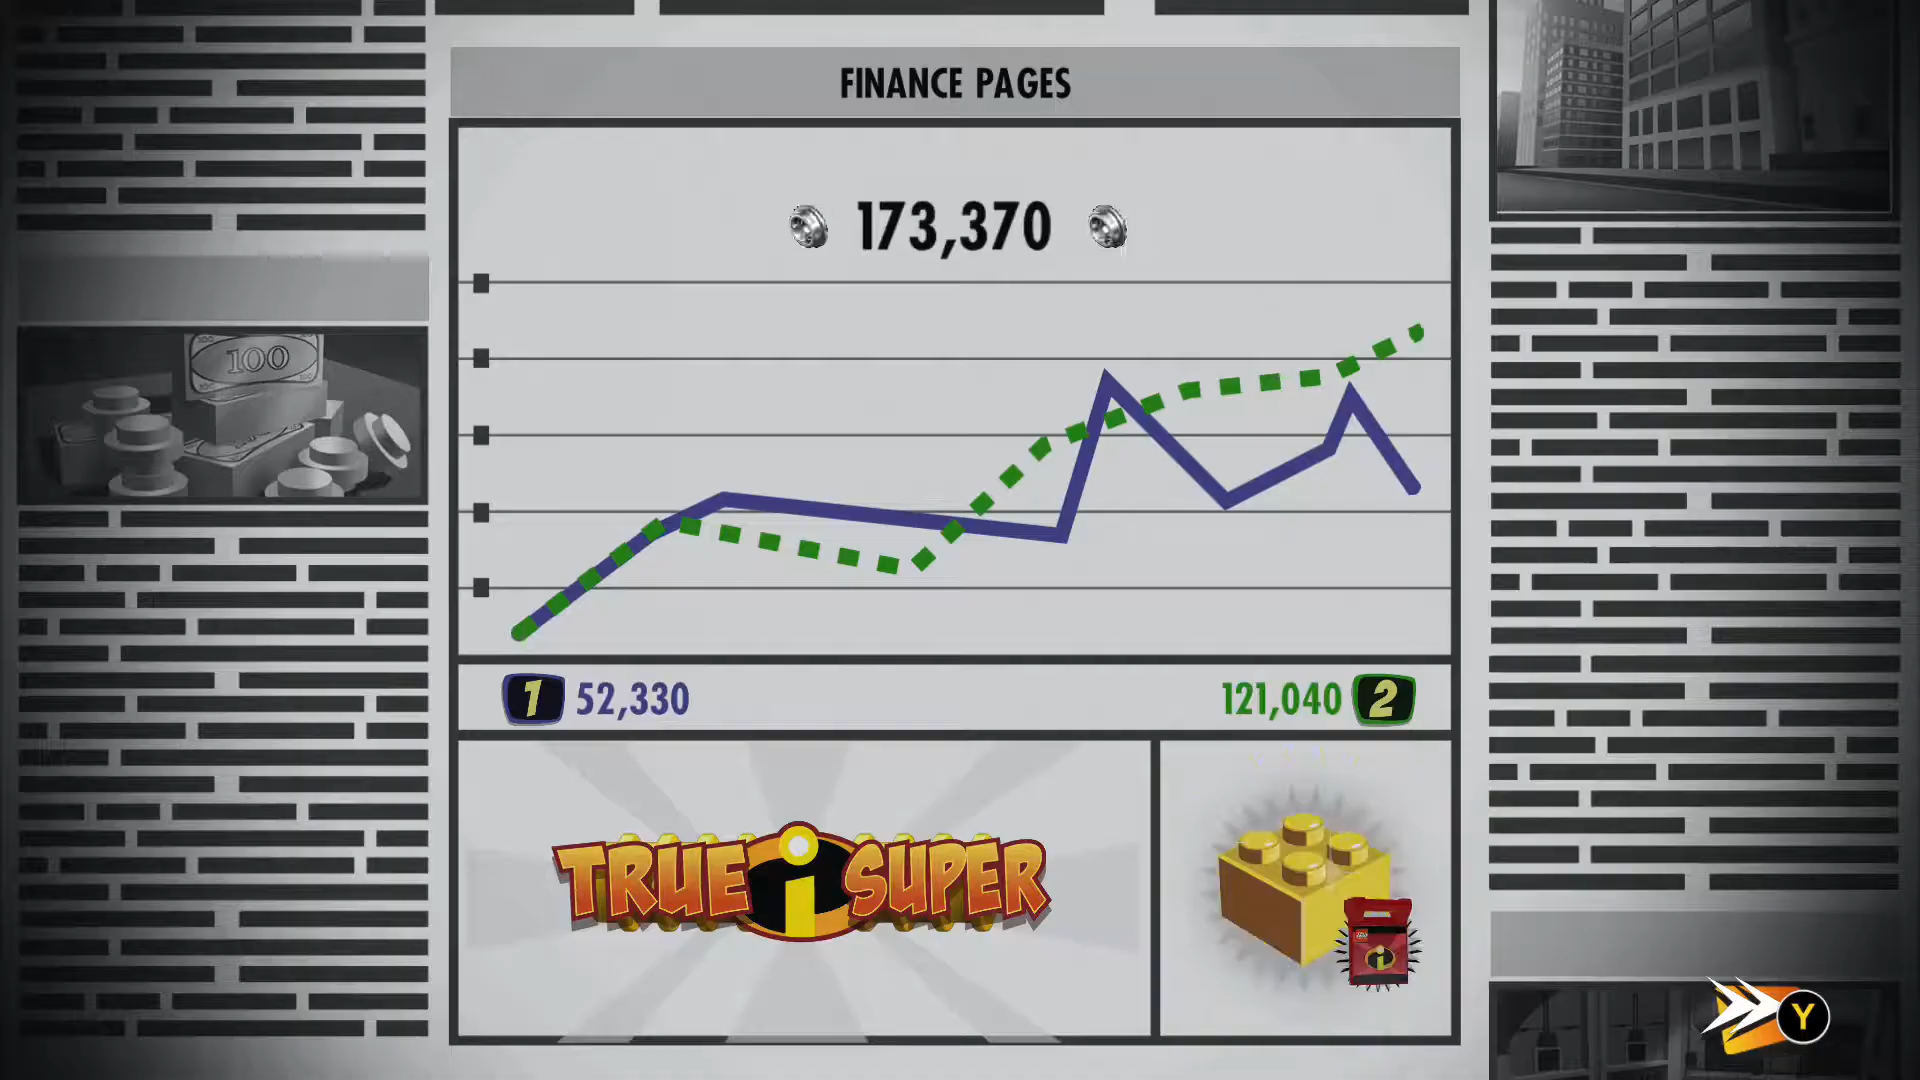 FINANCE PAGES
173,370
100
1 52,330
121,040 2
TRUE i SUPER
i
Y